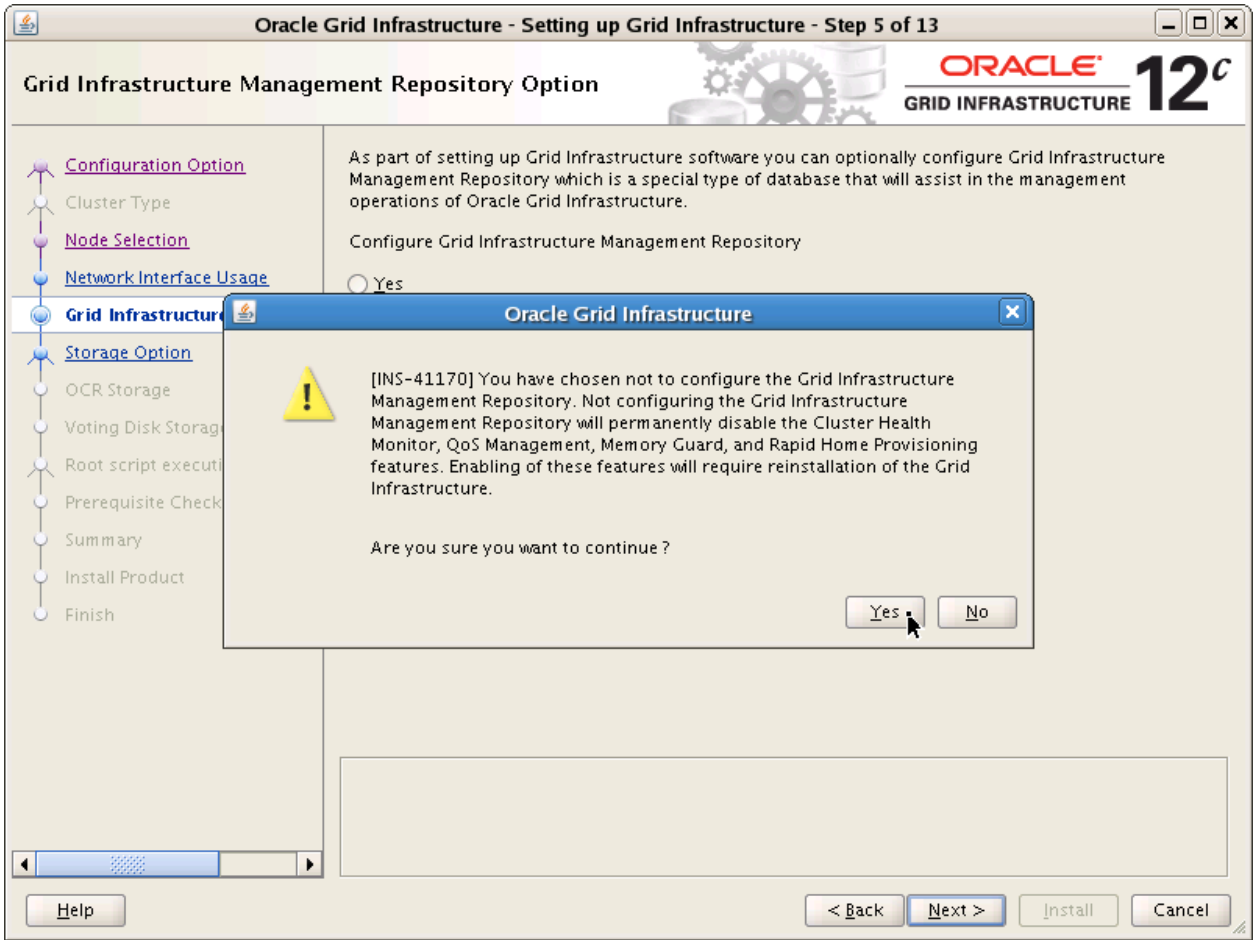 Oracle Grid Infrastructure - Setting up Grid Infrastructure - Step 5 of 13
Grid Infrastructure Management Repository Option
ORACLE
GRID INFRASTRUCTURE
12c
Configuration Option
Cluster Type
Node Selection
Network Interface Usage
Grid Infrastructure
Storage Option
OCR Storage
Voting Disk Storag
Root script executi
Prerequisite Check
Summary
Install Product
Finish
As part of setting up Grid Infrastructure software you can optionally configure Grid Infrastructure
Management Repository which is a special type of database that will assist in the management
operations of Oracle Grid Infrastructure.
Configure Grid Infrastructure Management Repository
Yes
Oracle Grid Infrastructure
[INS-41170] You have chosen not to configure the Grid Infrastructure
Management Repository. Not configuring the Grid Infrastructure
Management Repository will permanently disable the Cluster Health
Monitor, QoS Management, Memory Guard, and Rapid Home Provisioning
features. Enabling of these features will require reinstallation of the Grid
Infrastructure.
Are you sure you want to continue ?
Yes
No
Help
< Back
Next >
Install
Cancel